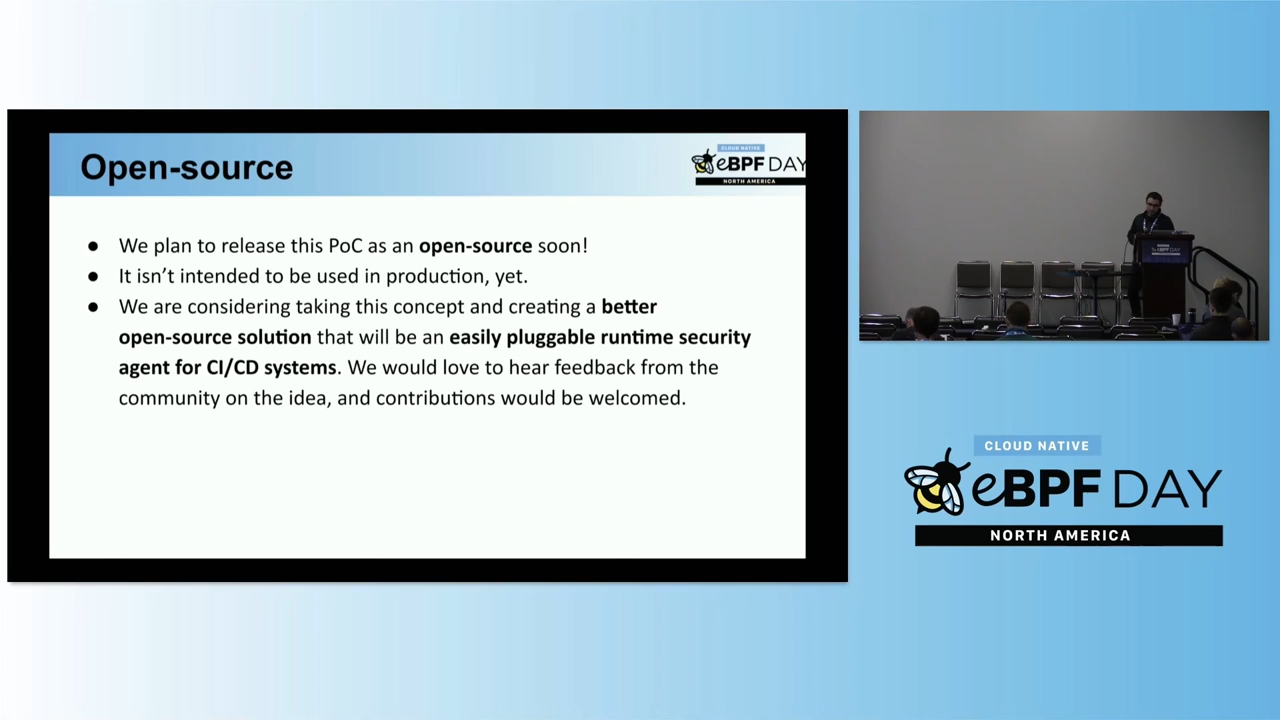 Open-source
CLOUD NATIVE
eBPF DAY
NORTH AMERICA
● We plan to release this PoC as an open-source soon!
● It isn't intended to be used in production, yet.
● We are considering taking this concept and creating a better
open-source solution that will be an easily pluggable runtime security
agent for CI/CD systems. We would love to hear feedback from the
community on the idea, and contributions would be welcomed.
eBPF DAY
CLOUD NATIVE
eBPF DAY
NORTH AMERICA